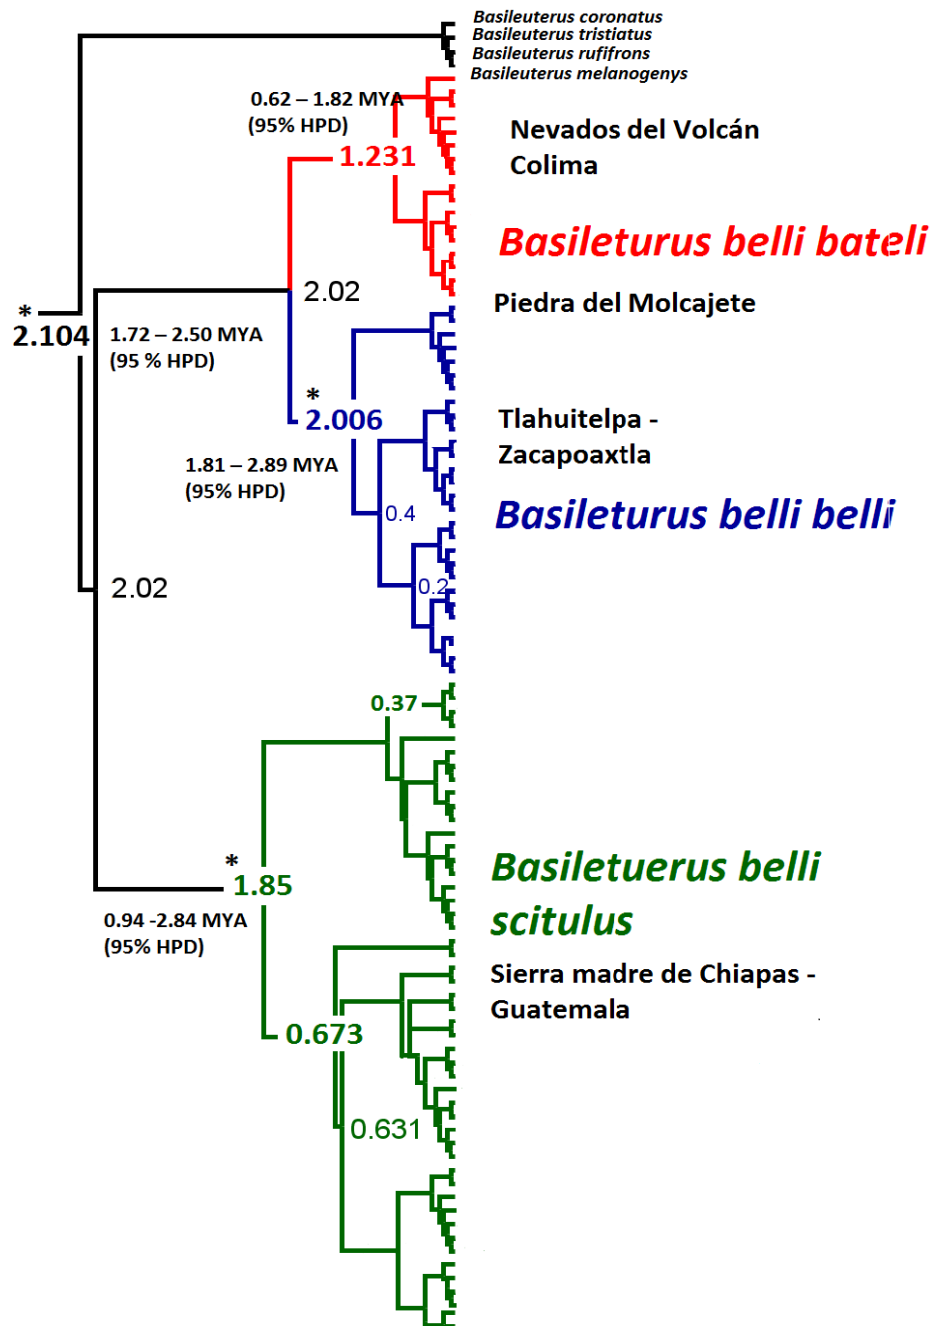 Basileuterus coronatus
Basileuterus tristiatus
Basileuterus rufifrons
Basileuterus melanogenys
0.62 – 1.82 MYA
(95% HPD)
Nevados del Volcán
Colima
1.231
Basileturus belli bateli
2.02
Piedra del Molcajete
*
2.104
1.72 – 2.50 MYA
(95 % HPD)
*
2.006
Tlahuitelpa -
Zacapoaxtla
1.81 – 2.89 MYA
(95% HPD)
0.4
Basileturus belli belli
2.02
0.2
0.37
*
1.85
Basiletuerus belli
scitulus
0.94 -2.84 MYA
(95% HPD)
Sierra madre de Chiapas -
Guatemala
0.673
0.631